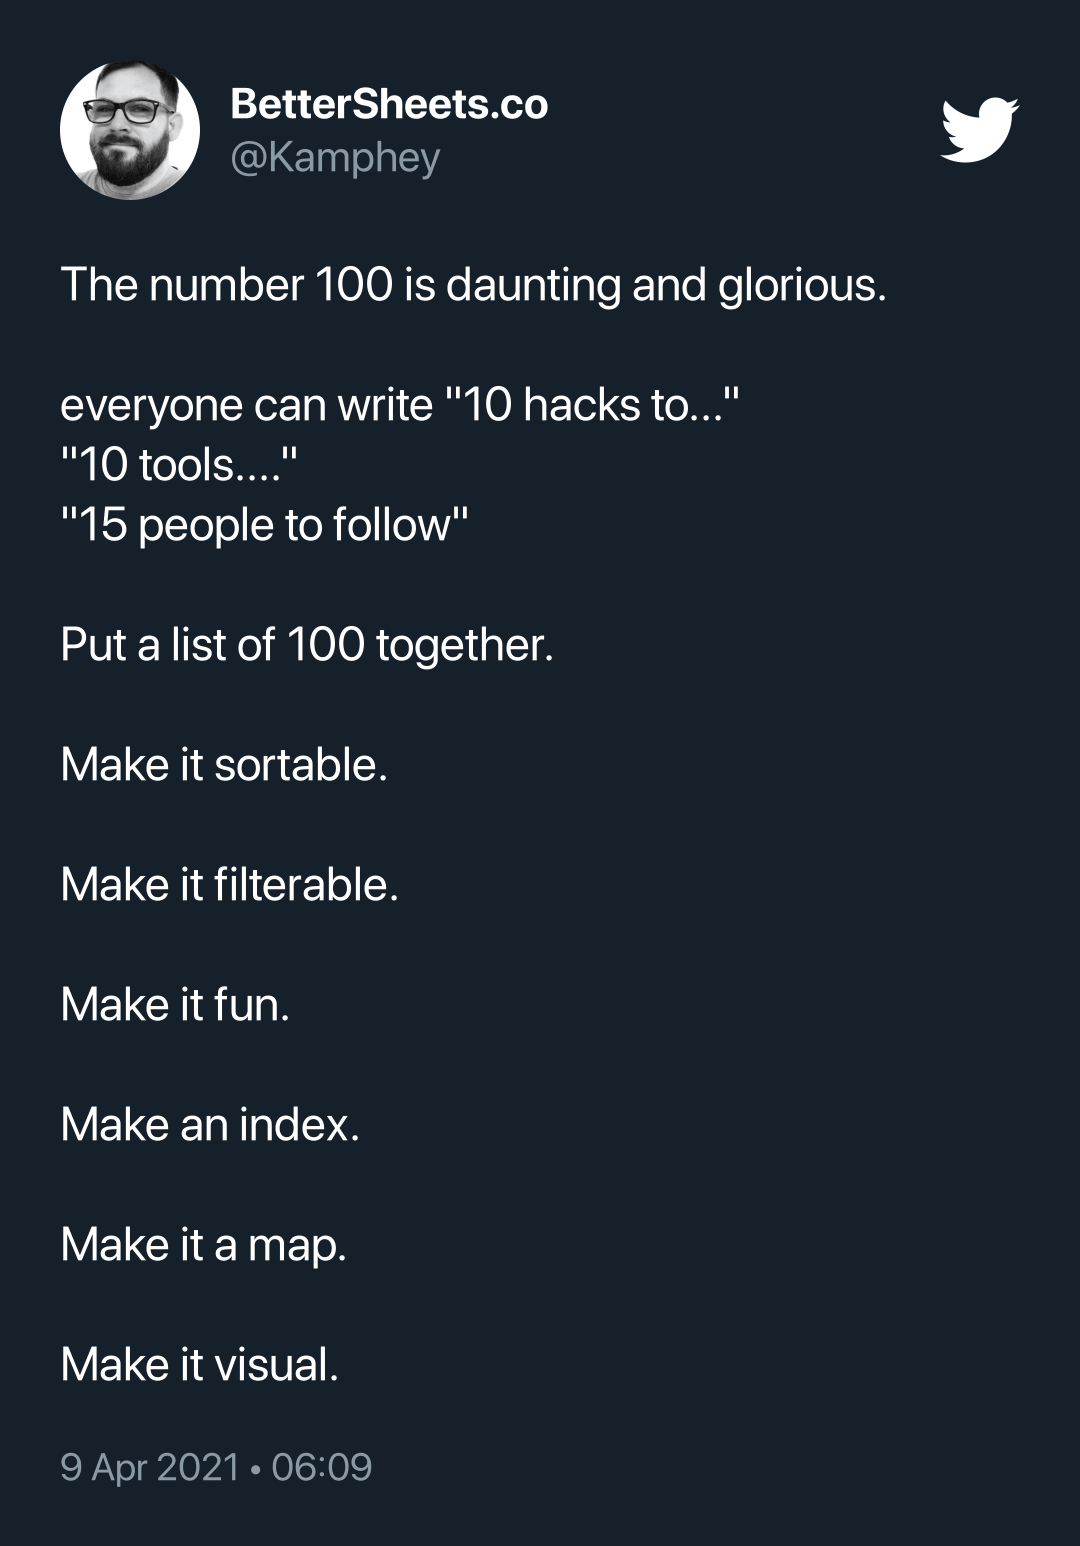 BetterSheets.co
@Kamphey
The number 100 is daunting and glorious.
everyone can write "10 hacks to..."
"10 tools...."
"15 people to follow"
Put a list of 100 together.
Make it sortable.
Make it filterable.
Make it fun.
Make an index.
Make it a map.
Make it visual.
9 Apr 2021 • 06:09